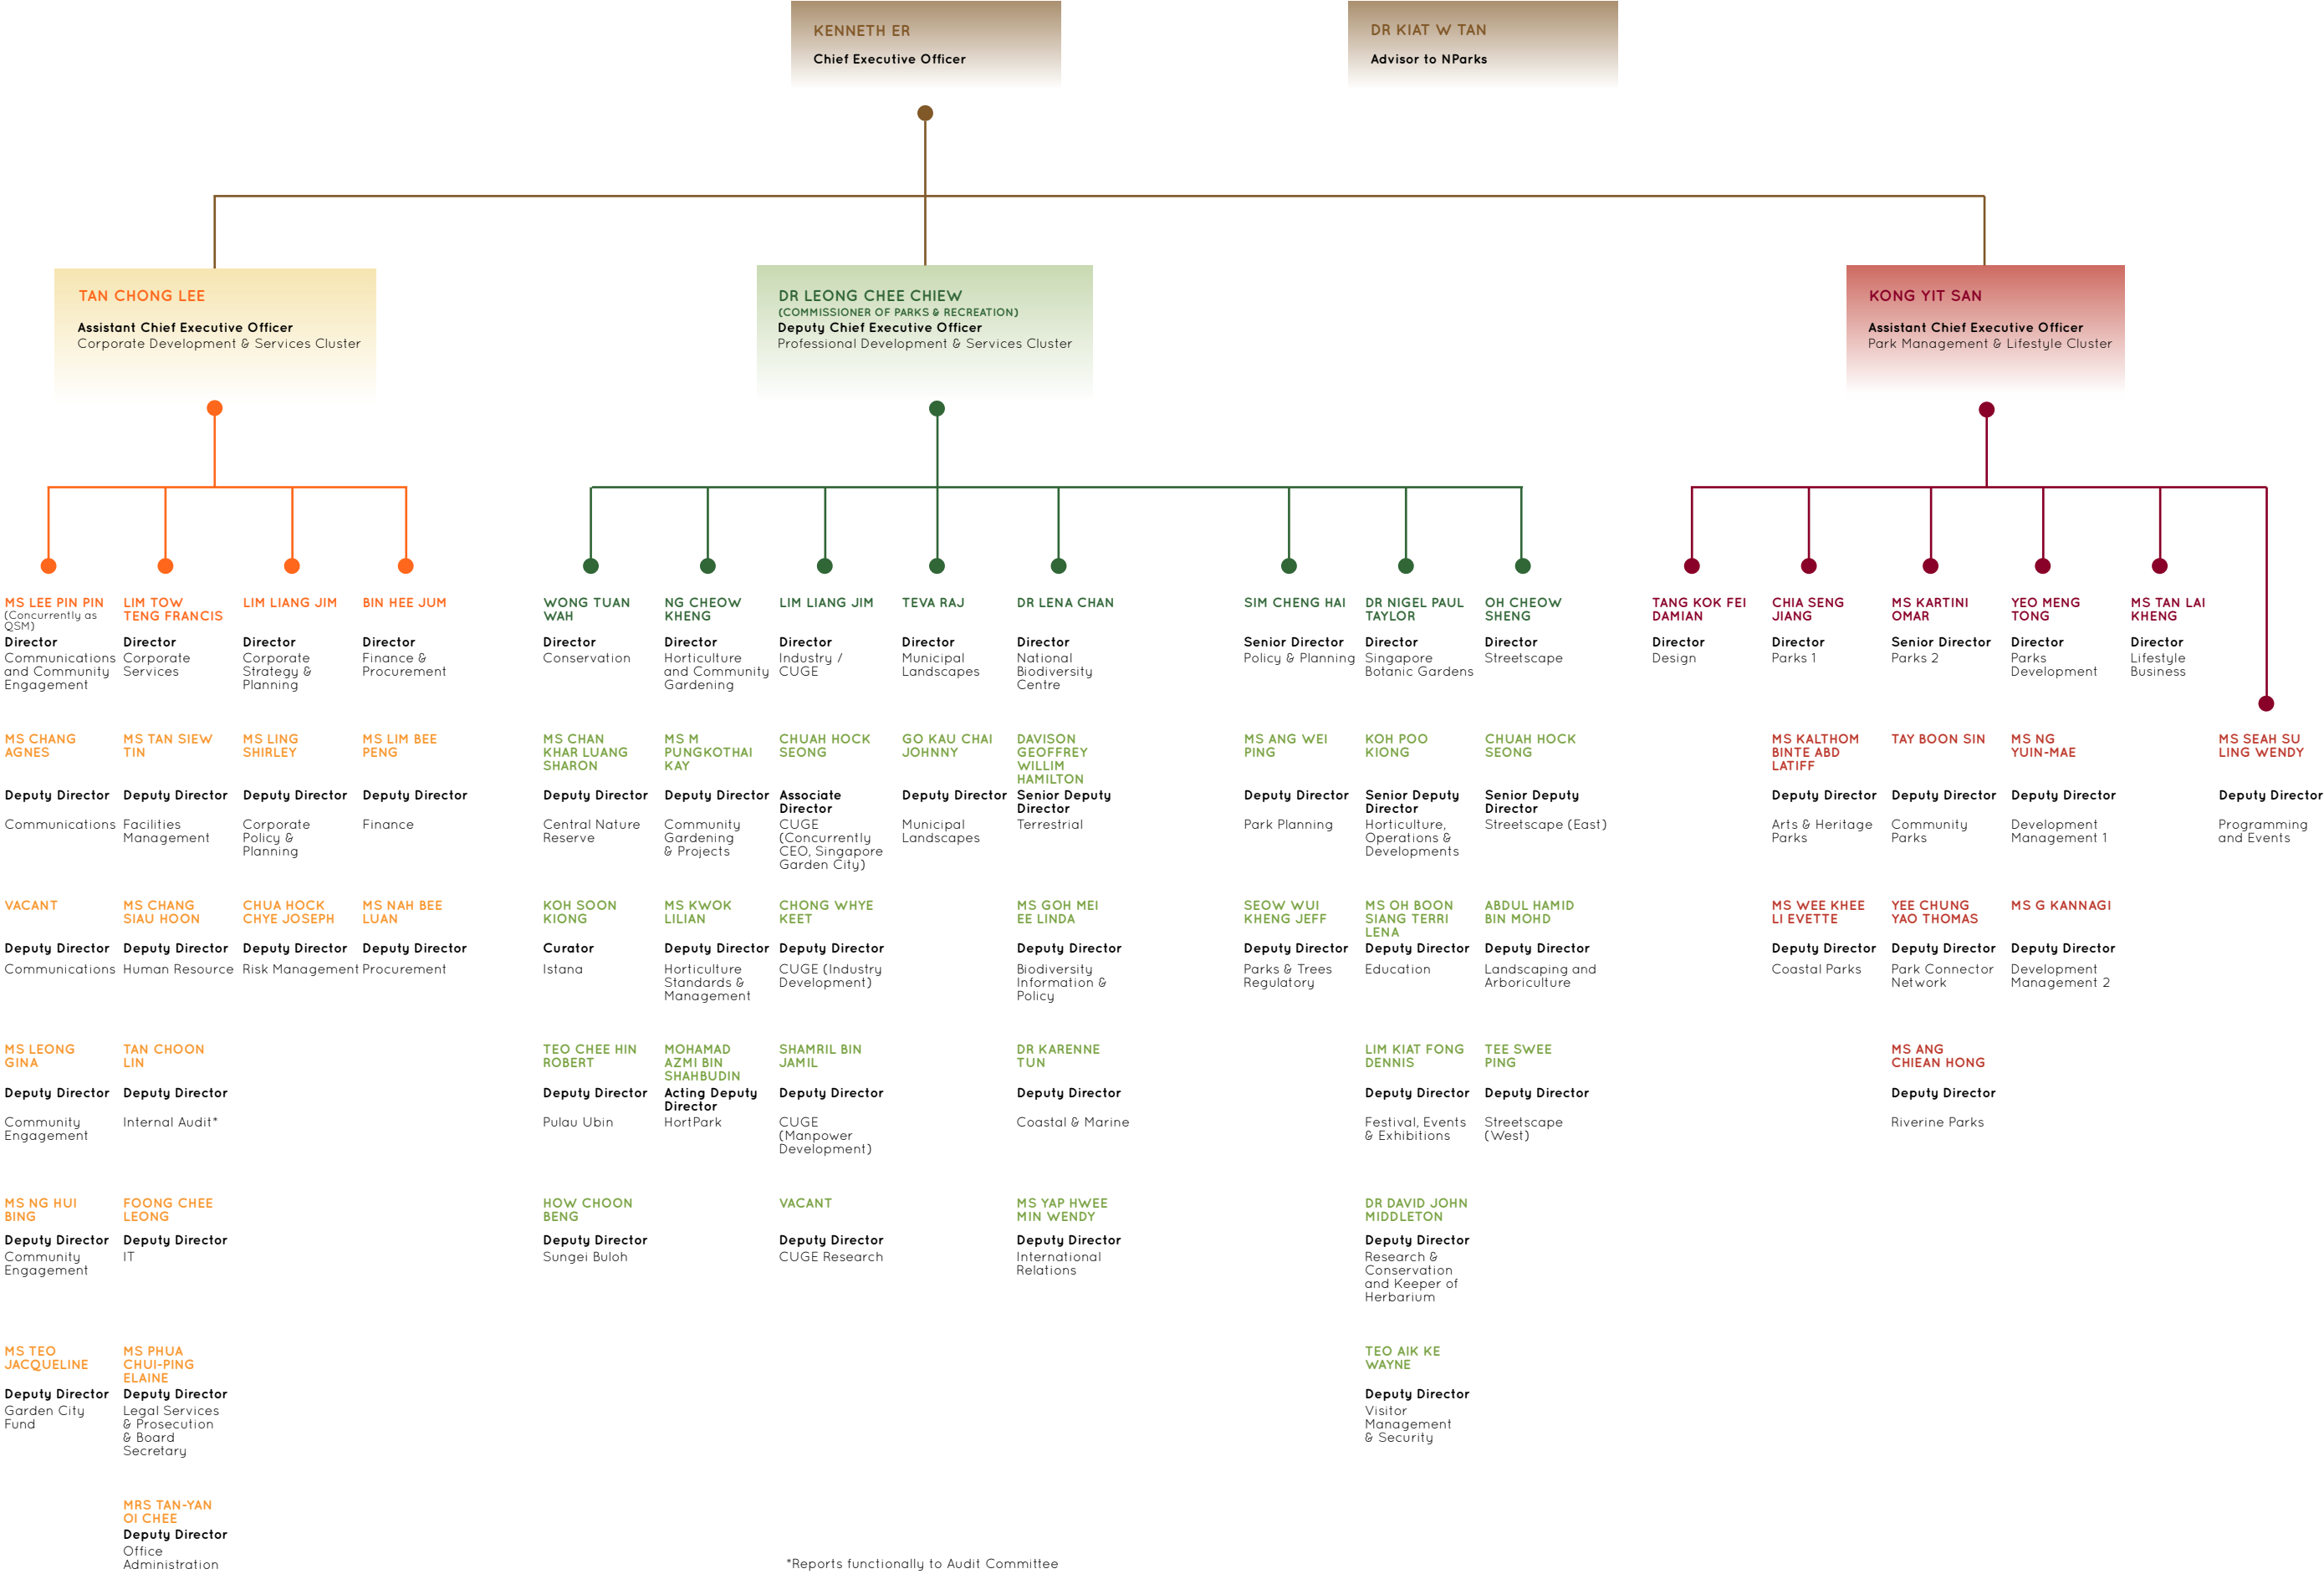 KENNETH ER
Chief Executive Officer
DR KIAT W TAN
Advisor to NParks
TAN CHONG LEE
Assistant Chief Executive Officer
Corporate Development & Services Cluster
DR LEONG CHEE CHIEW
(COMMISSIONER OF PARKS & RECREATION)
Deputy Chief Executive Officer
Professional Development & Services Cluster
KONG YIT SAN
Assistant Chief Executive Officer
Park Management & Lifestyle Cluster
MS LEE PIN PIN
(Concurrently as
QSM)
Director
Communications
and Community
Engagement
LIM TOW
TENG FRANCIS
Director
Corporate
Services
LIM LIANG JIM
Director
Corporate
Strategy &
Planning
BIN HEE JUM
Director
Finance &
Procurement
WONG TUAN
WAH
Director
Conservation
NG CHEOW
KHENG
Director
Horticulture
and Community
Gardening
LIM LIANG JIM
Director
Industry /
CUGE
TEVA RAJ
Director
Municipal
Landscapes
DR LENA CHAN
Director
National
Biodiversity
Centre
SIM CHENG HAI
Senior Director
Policy & Planning
DR NIGEL PAUL
TAYLOR
Director
Singapore
Botanic Gardens
OH CHEOW
SHENG
Director
Streetscape
TANG KOK FEI
DAMIAN
Director
Design
CHIA SENG
JIANG
Director
Parks 1
MS KARTINI
OMAR
Senior Director
Parks 2
YEO MENG
TONG
Director
Parks
Development
MS TAN LAI
KHENG
Director
Lifestyle
Business
MS CHANG
AGNES
Deputy Director
Communications
MS TAN SIEW
TIN
Deputy Director
Facilities
Management
MS LING
SHIRLEY
Deputy Director
Corporate
Policy &
Planning
MS LIM BEE
PENG
Deputy Director
Finance
MS CHAN
KHAR LUANG
SHARON
Deputy Director
Central Nature
Reserve
MS M
PUNGKOTHAI
KAY
Deputy Director
Community
Gardening
& Projects
CHUAH HOCK
SEONG
Associate
Director
CUGE
(Concurrently
CEO, Singapore
Garden City)
GO KAU CHAI
JOHNNY
Deputy Director
Municipal
Landscapes
DAVISON
GEOFFREY
WILLIM
HAMILTON
Senior Deputy
Director
Terrestrial
MS ANG WEI
PING
Deputy Director
Park Planning
KOH POO
KIONG
Senior Deputy
Director
Horticulture,
Operations &
Developments
CHUAH HOCK
SEONG
Senior Deputy
Director
Streetscape (East)
MS KALTHOM
BINTE ABD
LATIFF
Deputy Director
Arts & Heritage
Parks
TAY BOON SIN
Deputy Director
Community
Parks
MS NG
YUIN-MAE
Deputy Director
Development
Management 1
MS SEAH SU
LING WENDY
Deputy Director
Programming
and Events
VACANT
Deputy Director
Communications
MS CHANG
SIAU HOON
Deputy Director
Human Resource
CHUA HOCK
CHYE JOSEPH
Deputy Director
Risk Management
MS NAH BEE
LUAN
Deputy Director
Procurement
KOH SOON
KIONG
Curator
Istana
MS KWOK
LILIAN
Deputy Director
Horticulture
Standards &
Management
CHONG WHYE
KEET
Deputy Director
CUGE (Industry
Development)
MS GOH MEI
EE LINDA
Deputy Director
Biodiversity
Information &
Policy
SEOW WUI
KHENG JEFF
Deputy Director
Parks & Trees
Regulatory
MS OH BOON
SIANG TERRI
LENA
Deputy Director
Education
ABDUL HAMID
BIN MOHD
Deputy Director
Landscaping and
Arboriculture
MS WEE KHEE
LI EVETTE
Deputy Director
Coastal Parks
YEE CHUNG
YAO THOMAS
Deputy Director
Park Connector
Network
MS G KANNAGI
Deputy Director
Development
Management 2
MS LEONG
GINA
Deputy Director
Community
Engagement
TAN CHOON
LIN
Deputy Director
Internal Audit*
TEO CHEE HIN
ROBERT
Deputy Director
Pulau Ubin
MOHAMAD
AZMI BIN
SHAHBUDIN
Acting Deputy
Director
HortPark
SHAMRIL BIN
JAMIL
Deputy Director
CUGE
(Manpower
Development)
DR KARENNE
TUN
Deputy Director
Coastal & Marine
LIM KIAT FONG
DENNIS
Deputy Director
Festival, Events
& Exhibitions
TEE SWEE
PING
Deputy Director
Streetscape
(West)
MS ANG
CHIEAN HONG
Deputy Director
Riverine Parks
MS NG HUI
BING
Deputy Director
Community
Engagement
FOONG CHEE
LEONG
Deputy Director
IT
HOW CHOON
BENG
Deputy Director
Sungei Buloh
VACANT
Deputy Director
CUGE Research
MS YAP HWEE
MIN WENDY
Deputy Director
International
Relations
DR DAVID JOHN
MIDDLETON
Deputy Director
Research &
Conservation
and Keeper of
Herbarium
MS TEO
JACQUELINE
Deputy Director
Garden City
Fund
MS PHUA
CHUI-PING
ELAINE
Deputy Director
Legal Services
& Prosecution
& Board
Secretary
TEO AIK KE
WAYNE
Deputy Director
Visitor
Management
& Security
MRS TAN-YAN
OI CHEE
Deputy Director
Office
Administration
*Reports functionally to Audit Committee